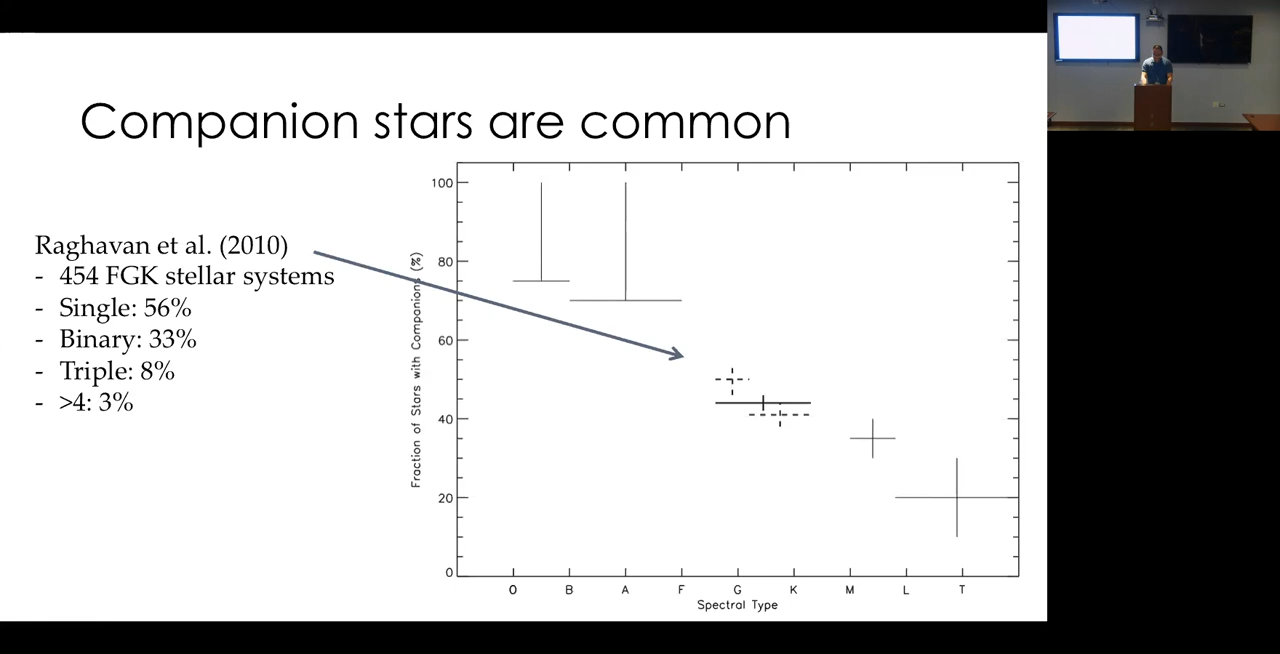 Companion stars are common
Raghavan et al. (2010)
- 454 FGK stellar systems
- Single: 56%
- Binary: 33%
- Triple: 8%
- >4: 3%
Fraction of Stars with Companions (%)
100
80
60
40
20
0
O B A F G K M L T
Spectral Type